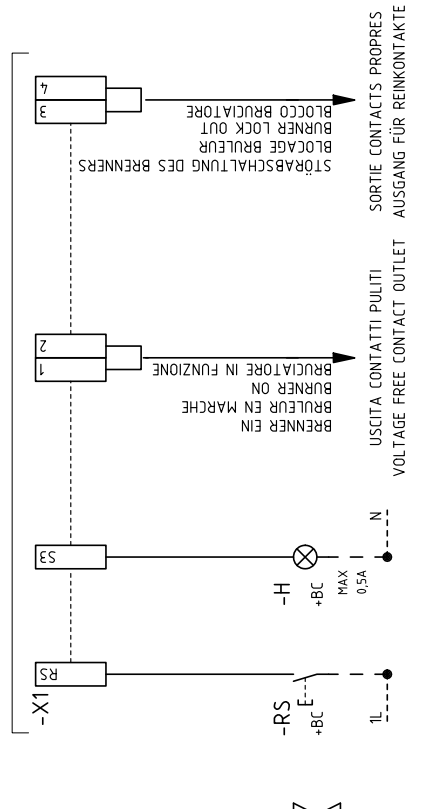 -X1
RS
S3
1
2
3
4
BRENNER EIN
BRULEUR EN MARCHE
BURNER ON
BRUCIATORE IN FUNZIONE
STÖRABSCHALTUNG DES BRENNERS
BLOCAGE BRULEUR
BURNER LOCK OUT
BLOCCO BRUCIATORE
-RS
+BC
1L
-H
+BC
MAX
0,5A
N
USCITA CONTATTI PULITI
VOLTAGE FREE CONTACT OUTLET
SORTIE CONTACTS PROPRES
AUSGANG FÜR REINKONTAKTE